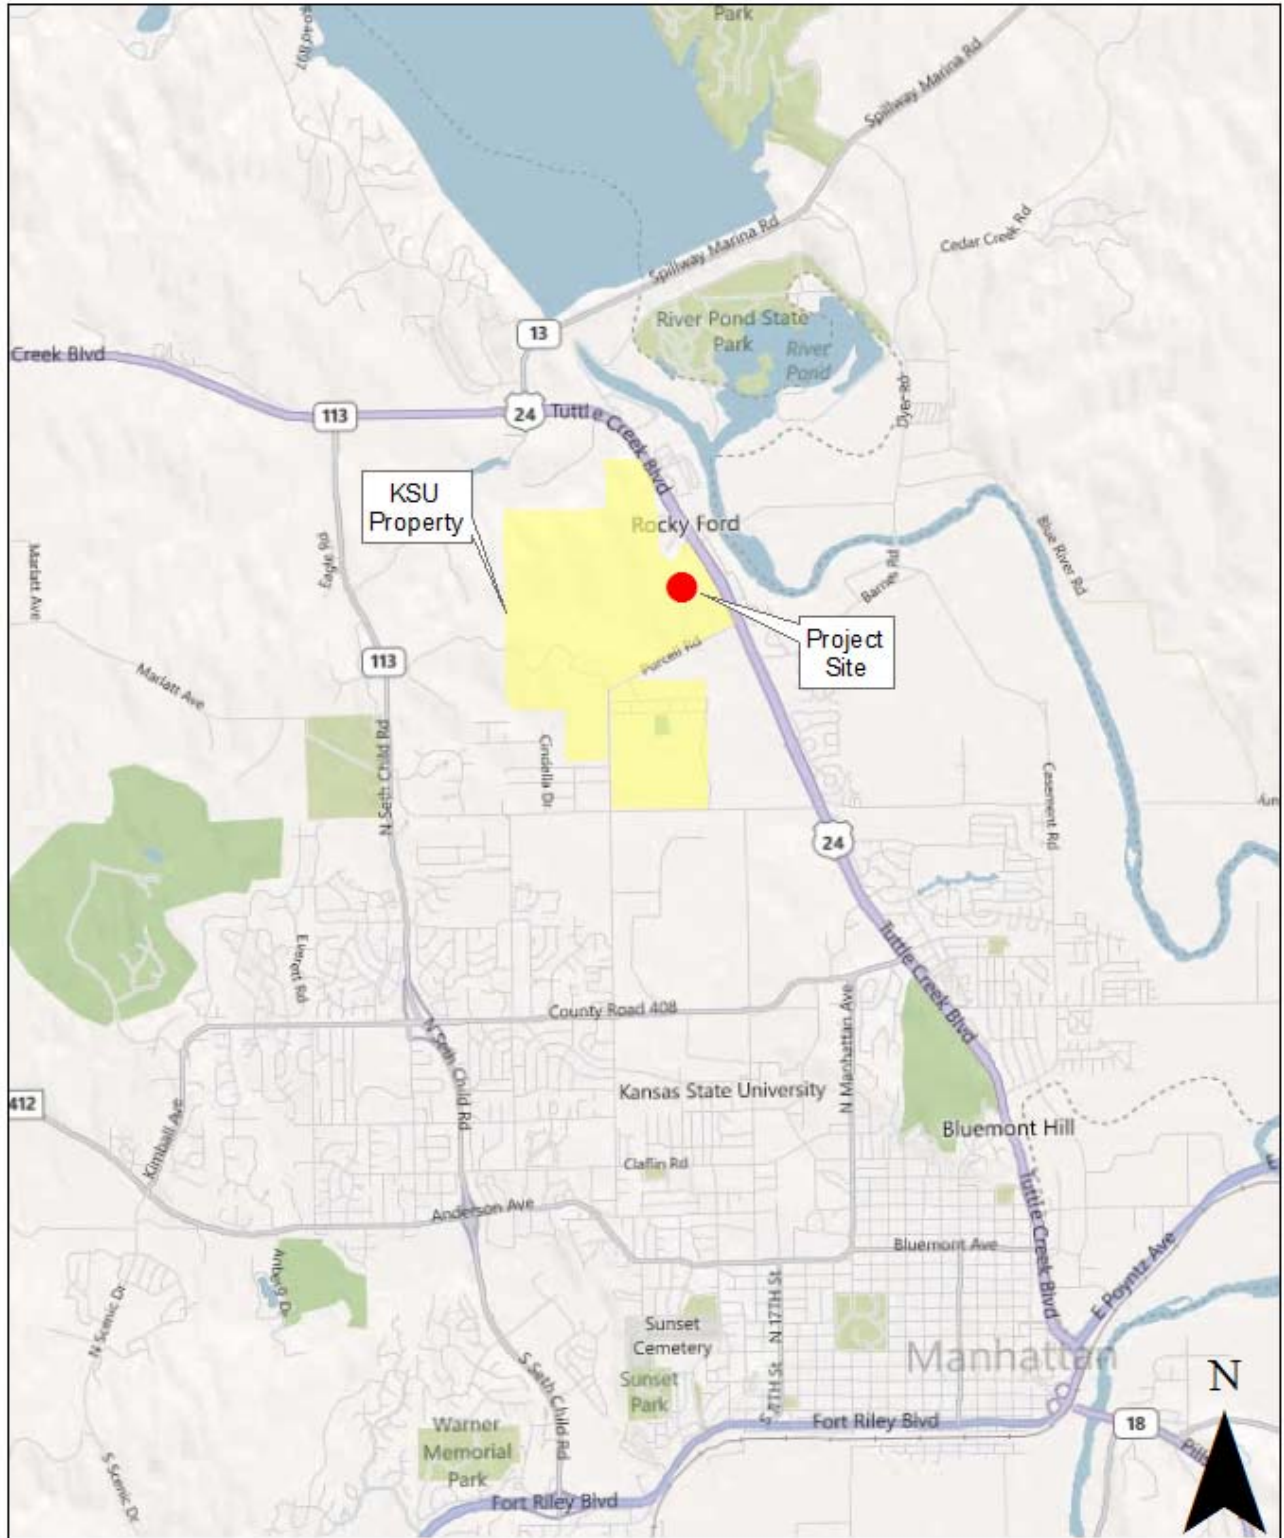 Park
Spillway Marina Rd
Cedar Creek Rd
Spillway Marina Rd
River Pond State
Park
River
Pond
13
Creek Blvd
113
24
Tuttle Creek Blvd
Dyer Rd
KSU
Property
Rocky Ford
Blue River Rd
Barnes Rd
Eagle Rd
Marlatt Ave
Project
Site
Purcell Rd
113
Marlatt Ave
N Seth Child Rd
Cindella Dr
Casement Rd
24
Tuttle Creek Blvd
Everett Rd
County Road 408
N Manhattan Ave
N Seth Child Rd
Kansas State University
412
Kimball Ave
Bluemont Hill
Claflin Rd
Anderson Ave
Tuttle Creek Blvd
Bluemont Ave
E Poyntz Ave
N Scenic Dr
N 17TH St
Sunset
Cemetery
Manhattan
N
S Seth Child Rd
Sunset
Park
Fort Riley Blvd
18
Warner
Memorial
Park
S Scenic Dr
Fort Riley Blvd